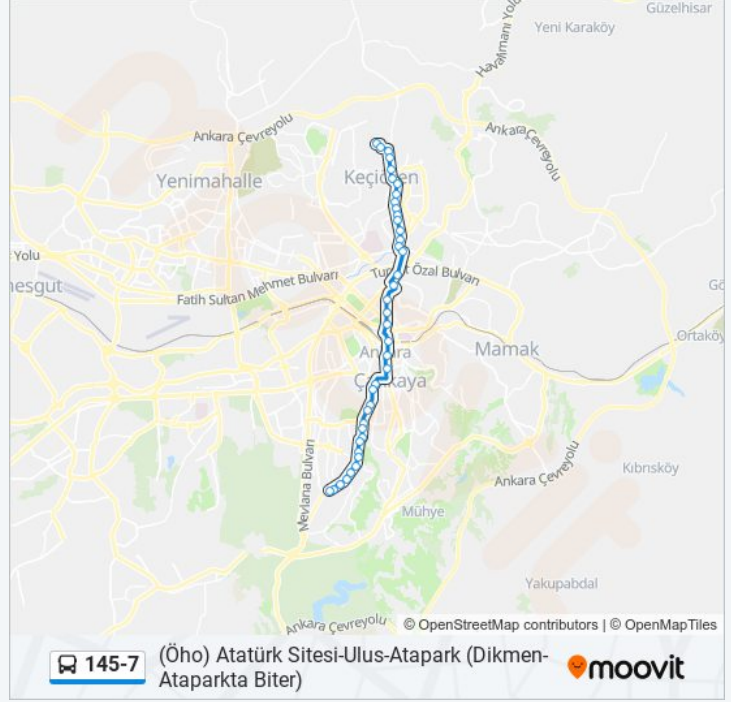 Güzelhisar
Yeni Karaköy
Havalimanı Yolu
Ankara Çevreyolu
Ankara Çevreyolu
Keçiören
Yenimahalle
Yolu
Turgut Özal Bulvarı
Fatih Sultan Mehmet Bulvarı
mesgut
Gö
Ortaköy
Ankara
Mamak
Çankaya
Mevlana Bulvarı
Kıbrısköy
Ankara Çevreyolu
Mühye
Yakupabdal
Ankara Çevreyolu
© OpenStreetMap contributors | © OpenMapTiles
145-7
(Öho) Atatürk Sitesi-Ulus-Atapark (Dikmen-
Ataparkta Biter)
moovit